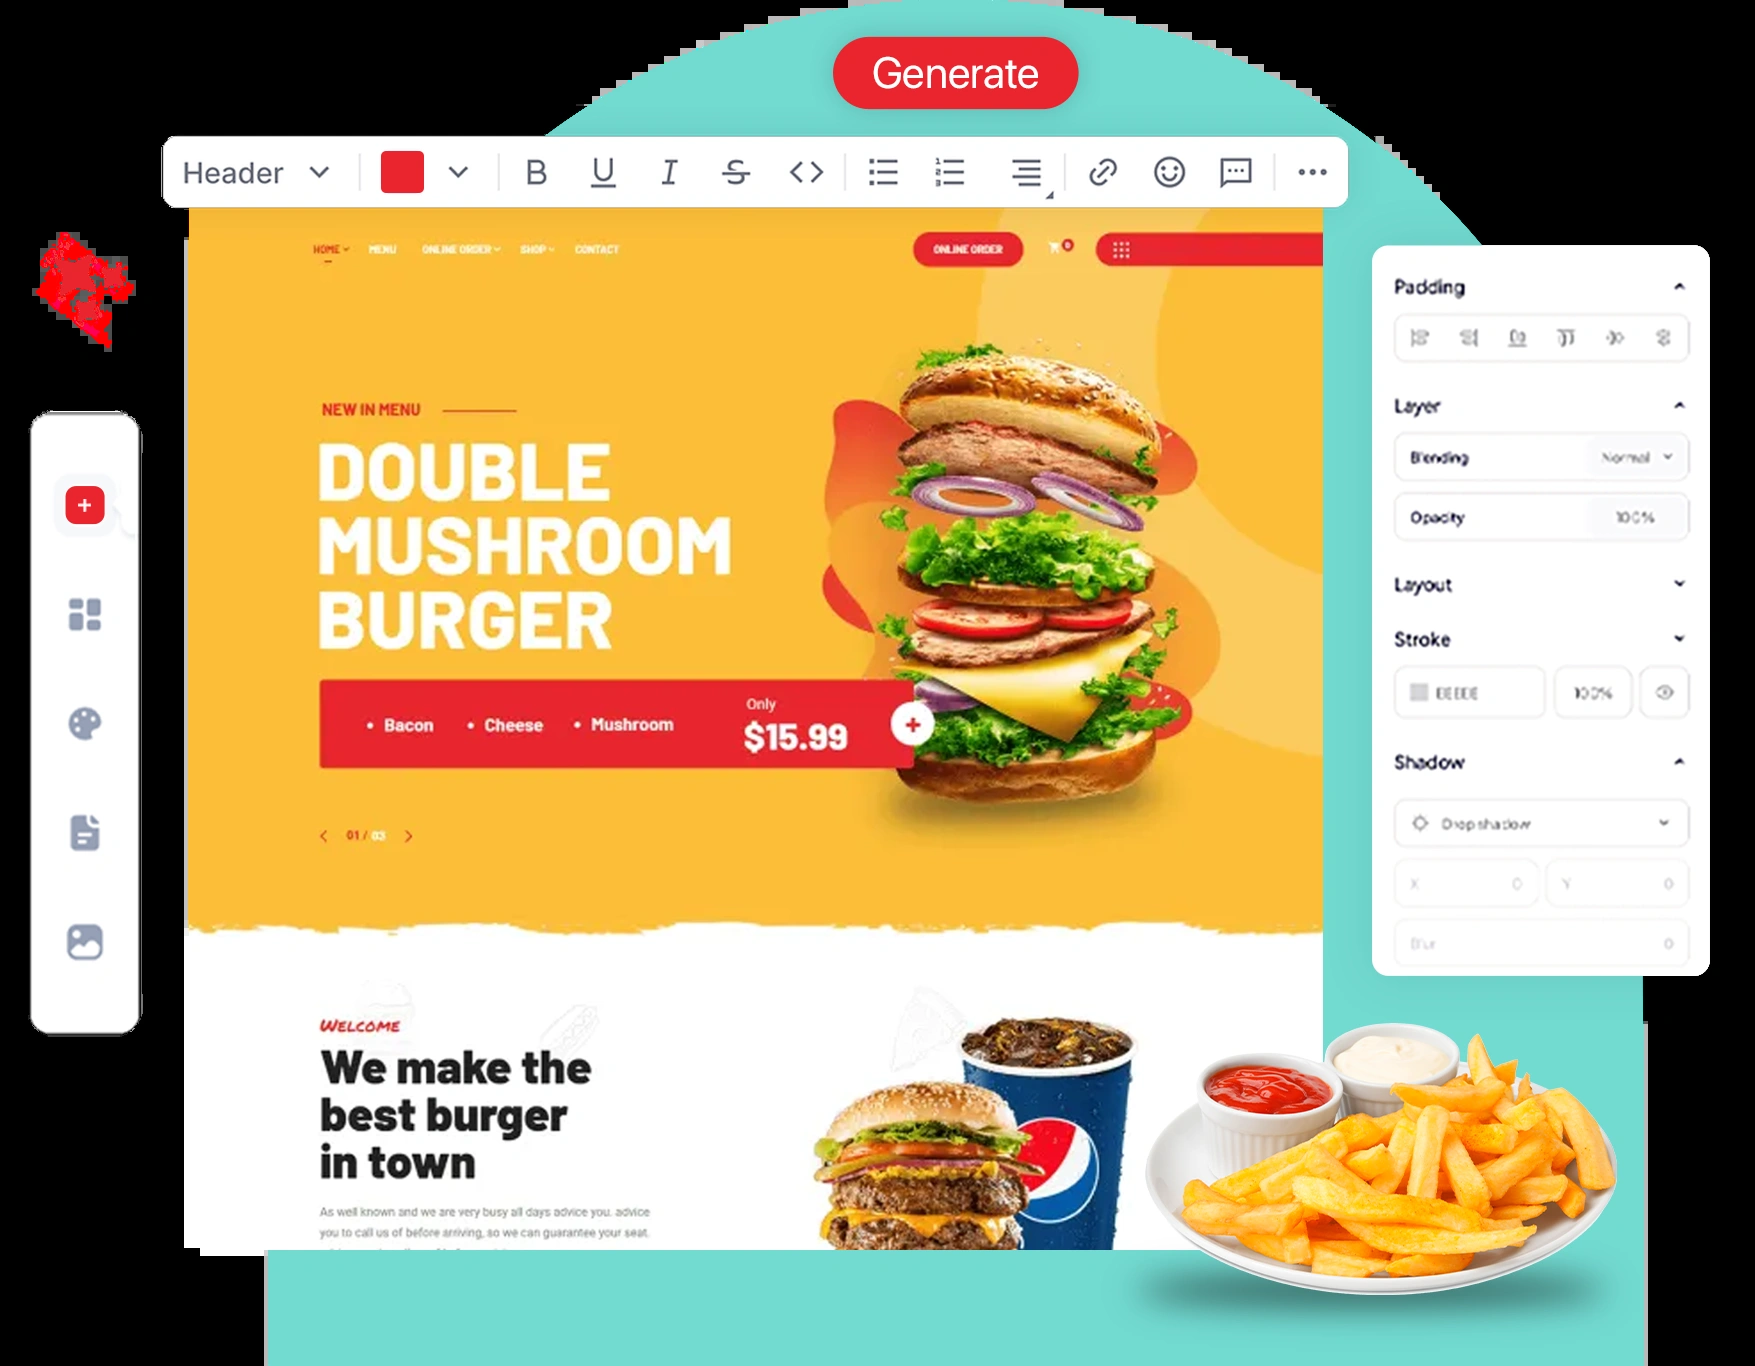 Generate
Header
HOME MENU ONLINE ORDER SHOP CONTACT
ONLINE ORDER
0
NEW IN MENU
DOUBLE
MUSHROOM
BURGER
• Bacon • Cheese • Mushroom
Only
$15.99
01 / 03
WELCOME
We make the
best burger
in town
As well known and we are very busy all days advice you. advice
you to call us of before arriving, so we can guarantee your seat.
Padding
Layer
Blending Normal
Opacity 100%
Layout
Stroke
EEEEE 100%
Shadow
Drop shadow
X 0 Y 0
Blur 0